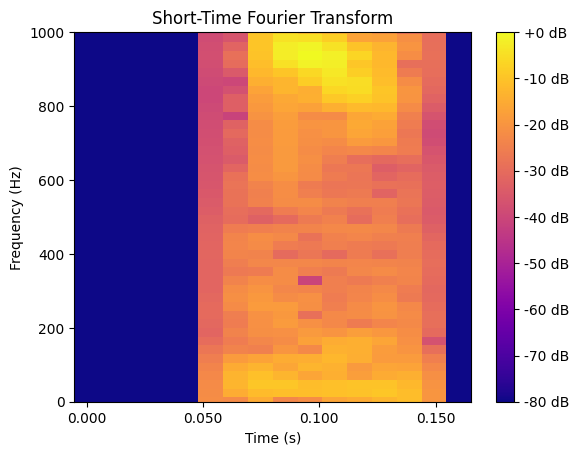 Short-Time Fourier Transform
1000
800
600
400
200
0
Frequency (Hz)
0.000
0.050
0.100
0.150
Time (s)
+0 dB
-10 dB
-20 dB
-30 dB
-40 dB
-50 dB
-60 dB
-70 dB
-80 dB